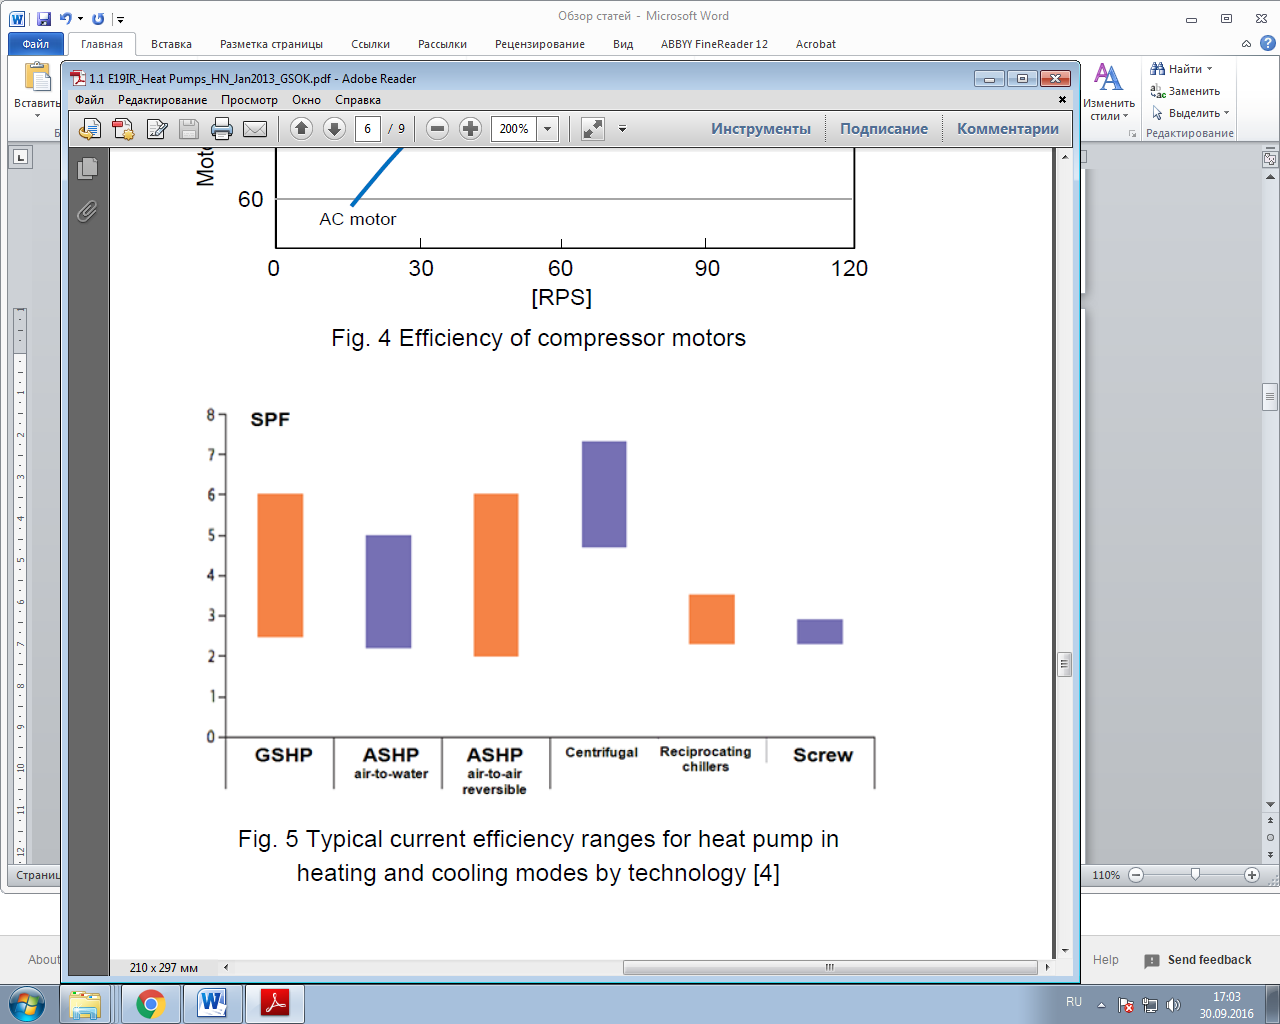 Обзор статей - Microsoft Word
Файл Главная Вставка Разметка страницы Ссылки Рассылки Рецензирование Вид ABBYY FineReader 12 Acrobat
Вставить
Найти
Заменить
Выделить
Изменить стили
Редактирование
1.1 E19IR_Heat Pumps_HN_Jan2013_GSOK.pdf - Adobe Reader
Файл Редактирование Просмотр Окно Справка
6 / 9 200% Инструменты Подписание Комментарии
60
AC motor
0 30 60 90 120
[RPS]
Fig. 4 Efficiency of compressor motors
SPF
8
7
6
5
4
3
2
1
0
GSHP
ASHP
air-to-water
ASHP
air-to-air
reversible
Centrifugal
Reciprocating
chillers
Screw
Fig. 5 Typical current efficiency ranges for heat pump in
heating and cooling modes by technology [4]
210 x 297 мм
110%
About
Help Send feedback
RU
17:03
30.09.2016